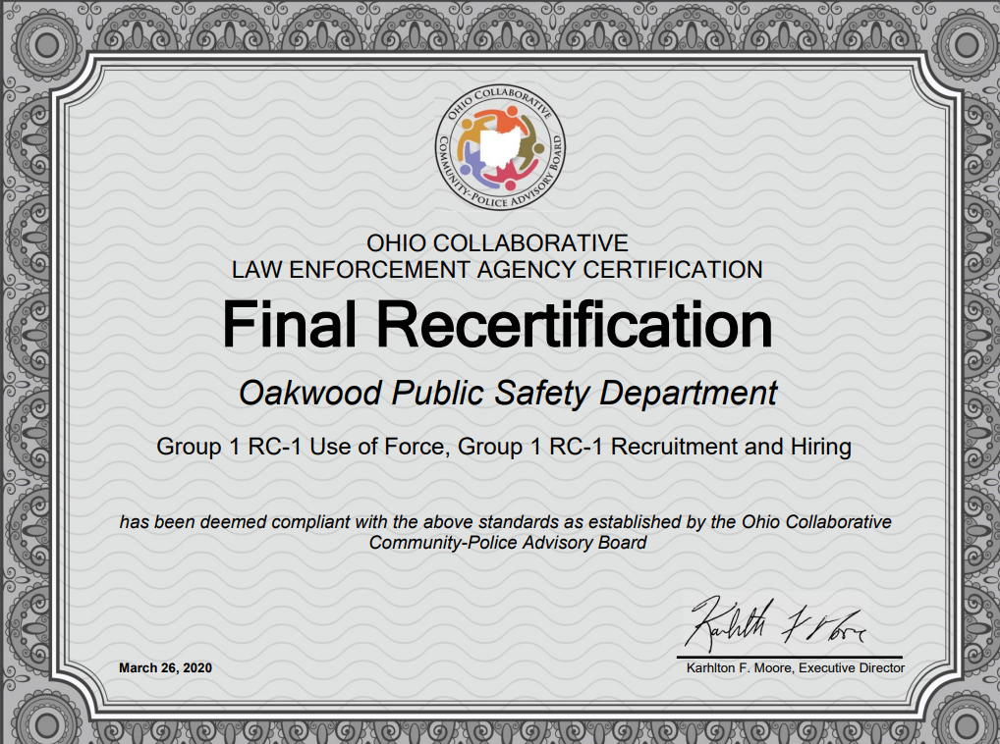 OHIO COLLABORATIVE
COMMUNITY-POLICE ADVISORY BOARD
OHIO COLLABORATIVE
LAW ENFORCEMENT AGENCY CERTIFICATION
Final Recertification
Oakwood Public Safety Department
Group 1 RC-1 Use of Force, Group 1 RC-1 Recruitment and Hiring
has been deemed compliant with the above standards as established by the Ohio Collaborative
Community-Police Advisory Board
Karhlton F Moore
March 26, 2020
Karhlton F. Moore, Executive Director